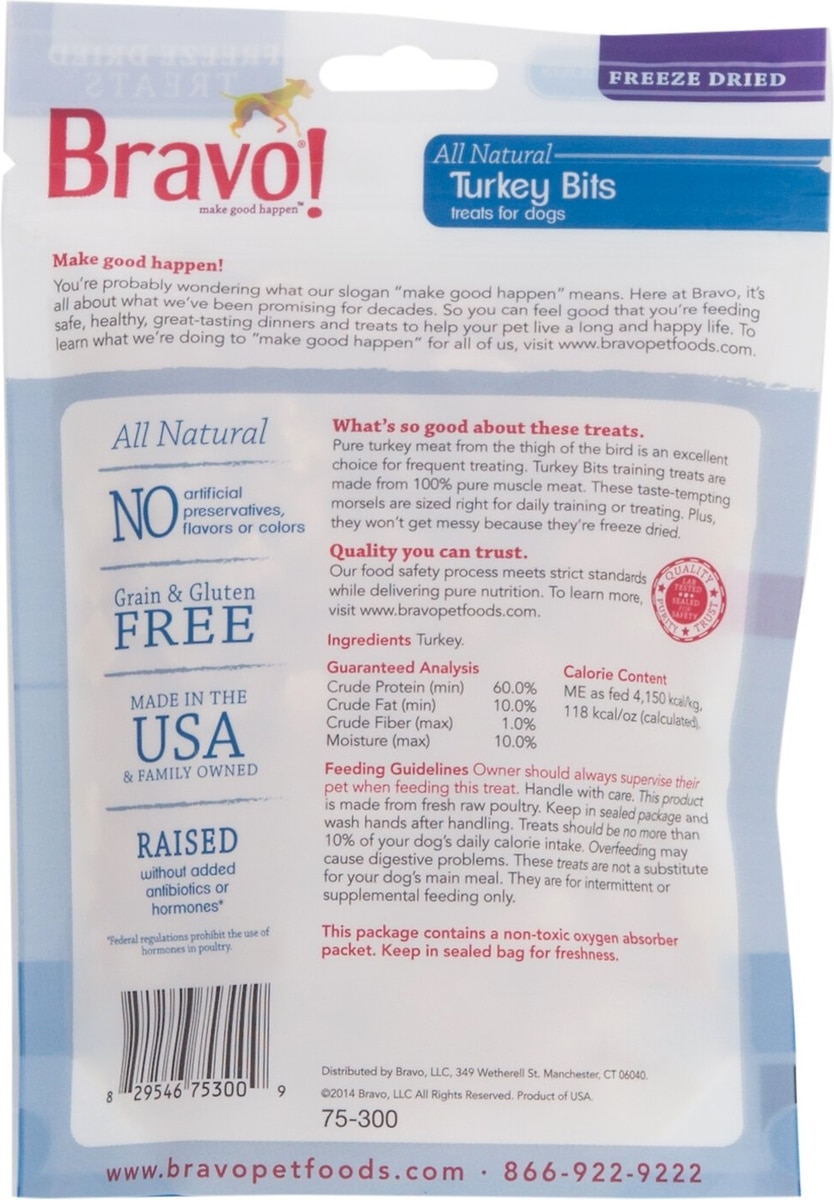 FREEZE DRIED
TREATS
FREEZE DRIED
Bravo!®
make good happen™
All Natural
Turkey Bits
treats for dogs
Make good happen!
You're probably wondering what our slogan "make good happen" means. Here at Bravo, it's
all about what we've been promising for decades. So you can feel good that you're feeding
safe, healthy, great-tasting dinners and treats to help your pet live a long and happy life. To
learn what we're doing to "make good happen" for all of us, visit www.bravopetfoods.com.
All Natural
NO artificial
preservatives,
flavors or colors
Grain & Gluten
FREE
MADE IN THE
USA
& FAMILY OWNED
RAISED
without added
antibiotics or
hormones*
*Federal regulations prohibit the use of
hormones in poultry.
What's so good about these treats.
Pure turkey meat from the thigh of the bird is an excellent
choice for frequent treating. Turkey Bits training treats are
made from 100% pure muscle meat. These taste-tempting
morsels are sized right for daily training or treating. Plus,
they won't get messy because they're freeze dried.
Quality you can trust.
Our food safety process meets strict standards
while delivering pure nutrition. To learn more,
visit www.bravopetfoods.com.
QUALITY
TRUST
PURITY
LAB
TESTED
SEALED
FOR
SAFETY
Ingredients Turkey.
Guaranteed Analysis
Crude Protein (min) 60.0%
Crude Fat (min) 10.0%
Crude Fiber (max) 1.0%
Moisture (max) 10.0%
Calorie Content
ME as fed 4,150 kcal/kg,
118 kcal/oz (calculated).
Feeding Guidelines Owner should always supervise their
pet when feeding this treat. Handle with care. This product
is made from fresh raw poultry. Keep in sealed package and
wash hands after handling. Treats should be no more than
10% of your dog's daily calorie intake. Overfeeding may
cause digestive problems. These treats are not a substitute
for your dog's main meal. They are for intermittent or
supplemental feeding only.
This package contains a non-toxic oxygen absorber
packet. Keep in sealed bag for freshness.
8 29546 75300 9
Distributed by Bravo, LLC, 349 Wetherell St. Manchester, CT 06040.
©2014 Bravo, LLC All Rights Reserved. Product of USA.
75-300
www.bravopetfoods.com · 866-922-9222